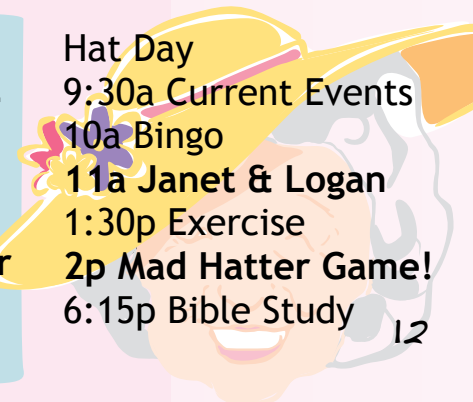 Hat Day
9:30a Current Events
10a Bingo
11a Janet & Logan
1:30p Exercise
2p Mad Hatter Game!
6:15p Bible Study
12